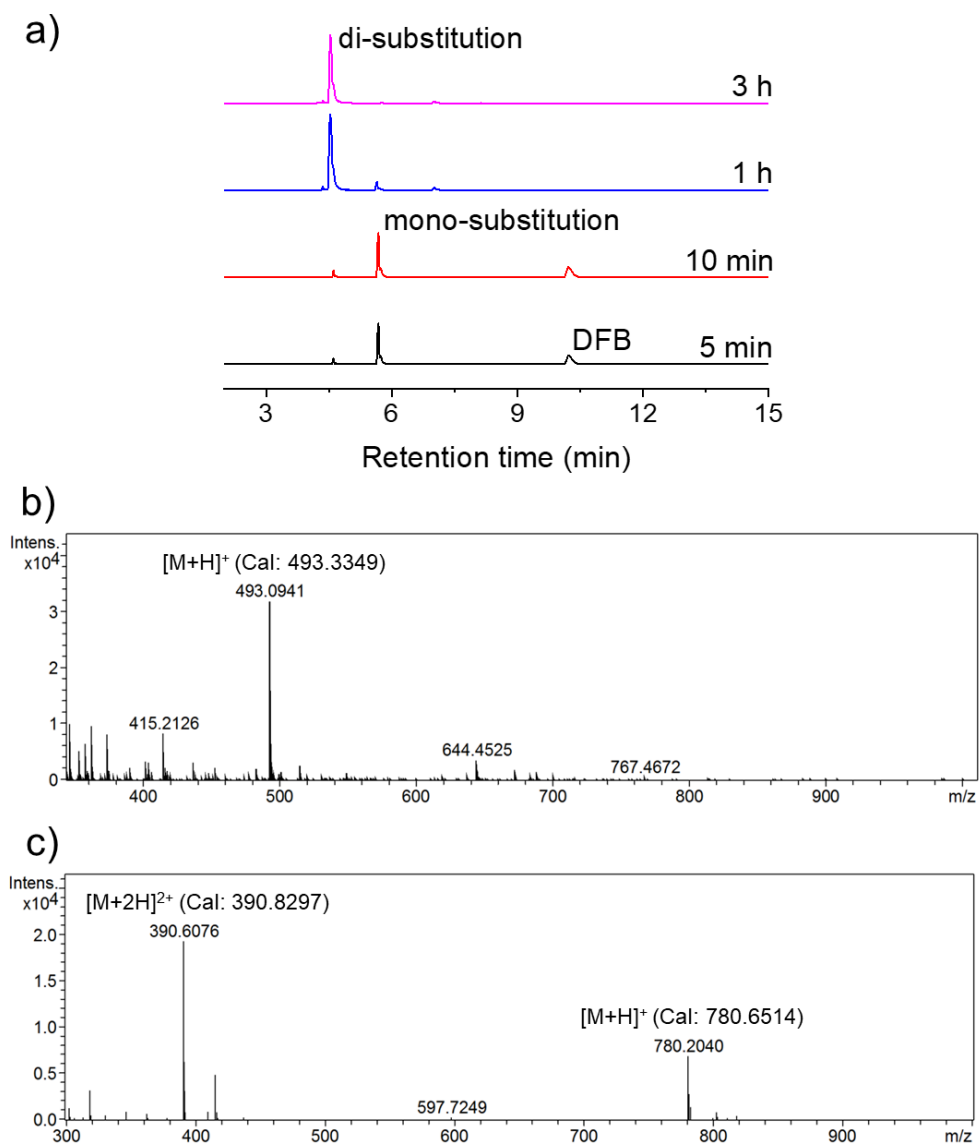 a)
di-substitution
3 h
1 h
mono-substitution
10 min
DFB
5 min
3 6 9 12 15
Retention time (min)
b)
Intens.
x10⁴
[M+H]⁺ (Cal: 493.3349)
493.0941
3
2
415.2126
1
644.4525
767.4672
0
400 500 600 700 800 900 m/z
c)
Intens.
x10⁴
[M+2H]²⁺ (Cal: 390.8297)
390.6076
2.0
1.5
[M+H]⁺ (Cal: 780.6514)
1.0
780.2040
0.5
597.7249
0.0
300 400 500 600 700 800 900 m/z